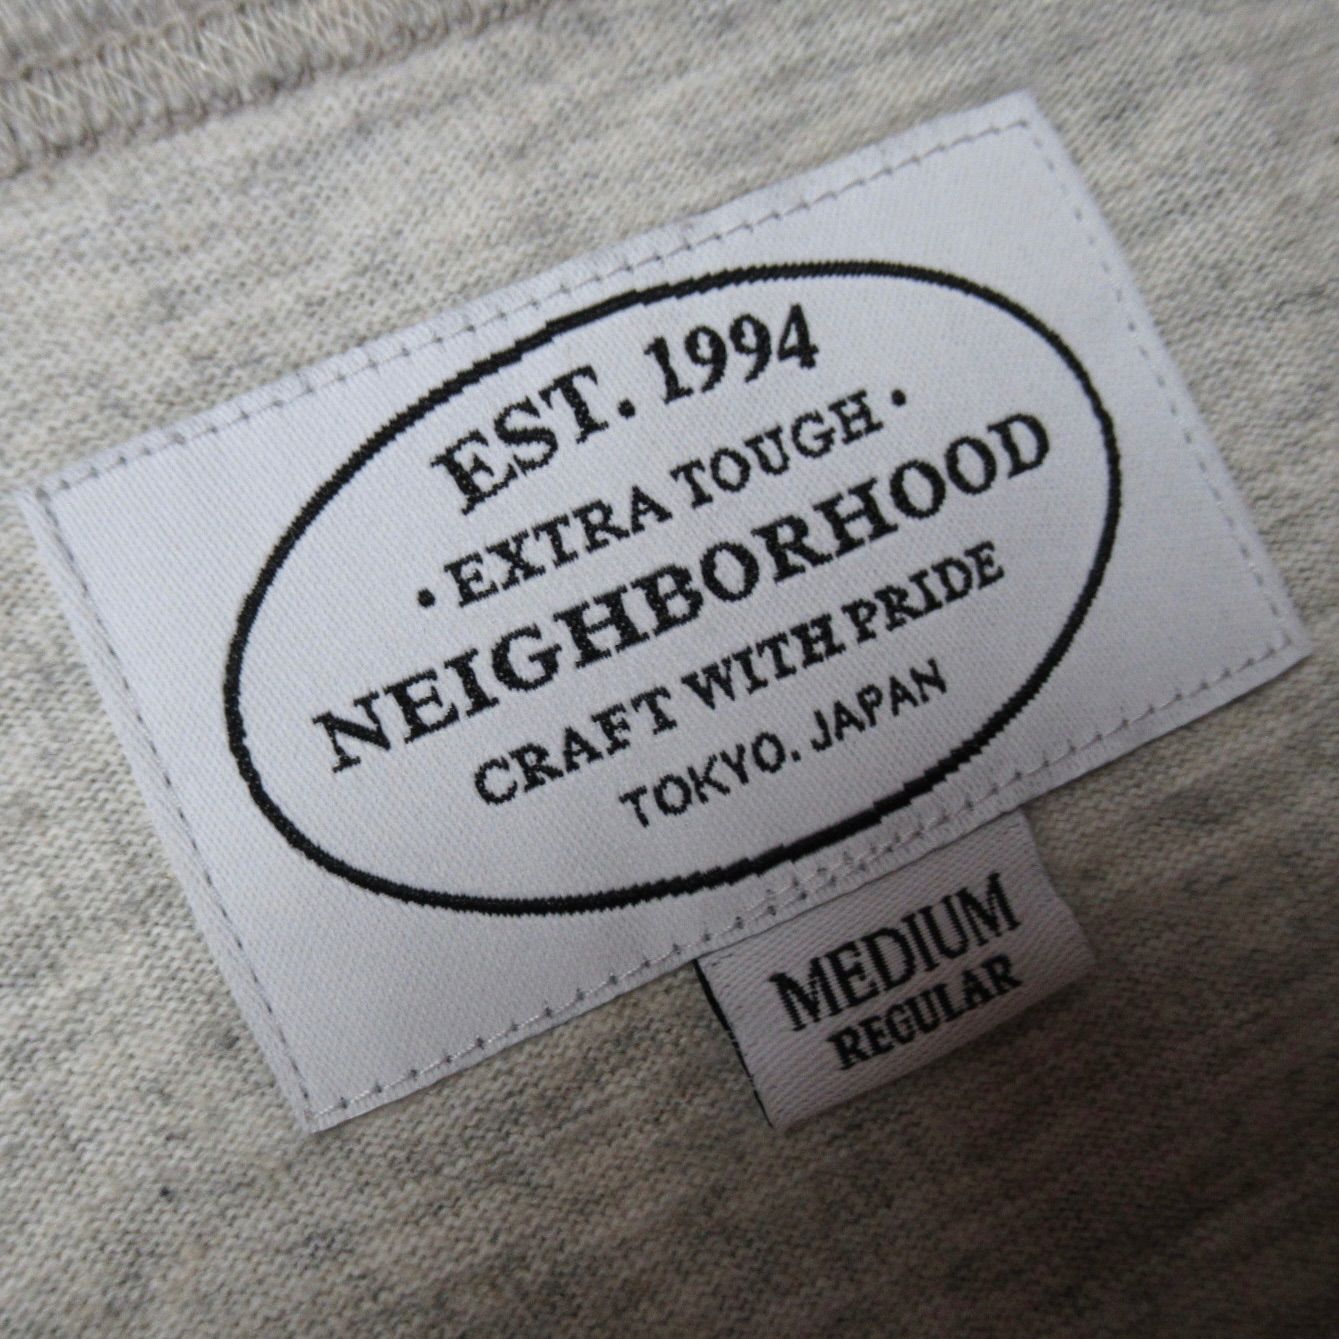 EST. 1994
• EXTRA TOUGH •
NEIGHBORHOOD
CRAFT WITH PRIDE
TOKYO. JAPAN
MEDIUM
REGULAR